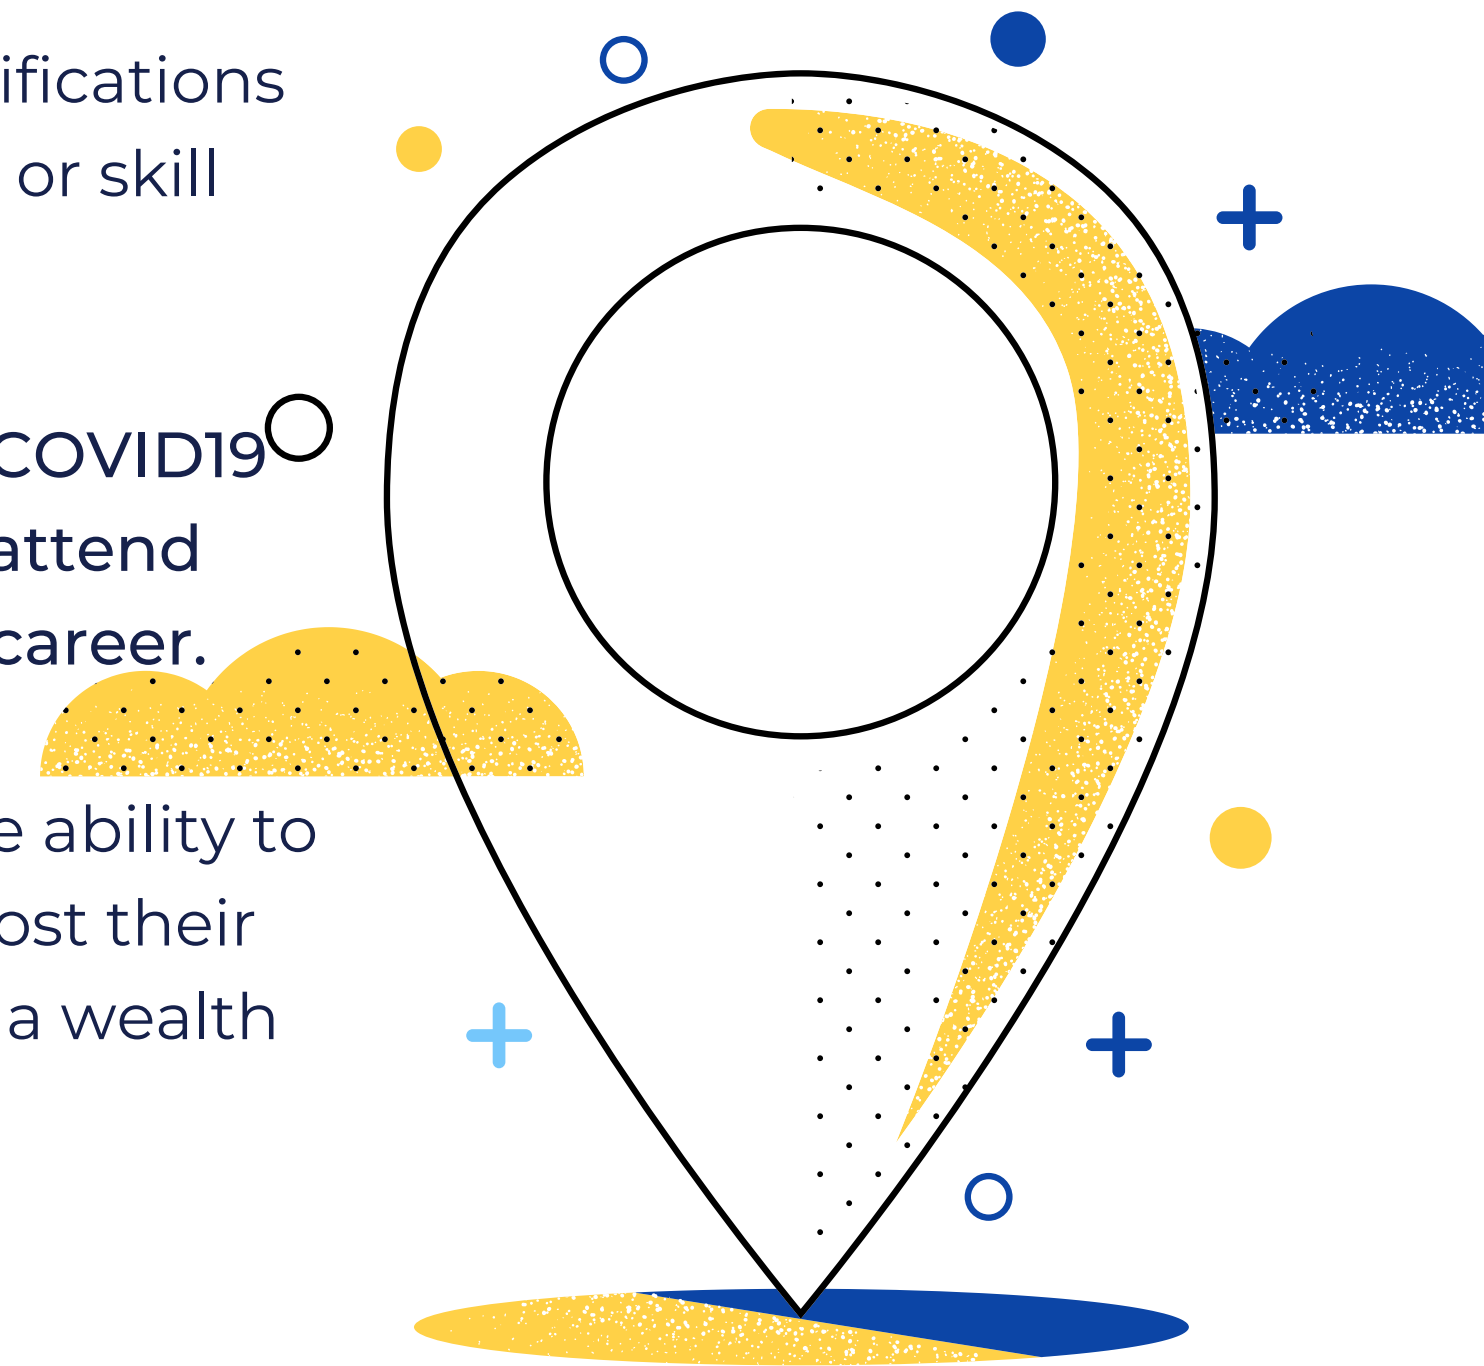 ifications
or skill
COVID19
attend
career.
e ability to
ost their
a wealth